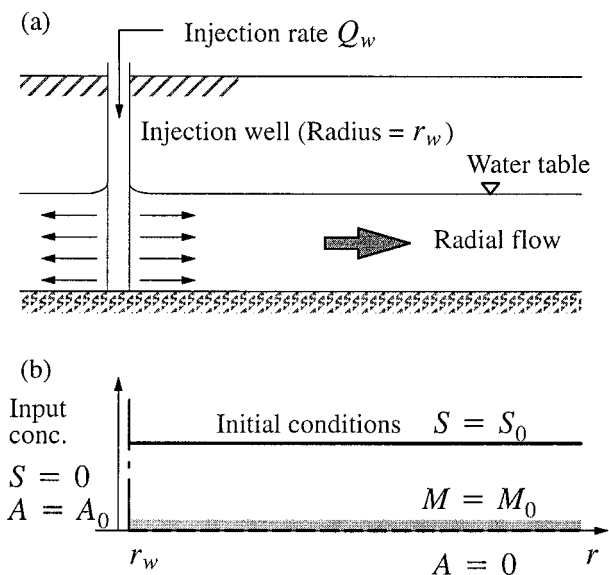 (a)
Injection rate Q_w
Injection well (Radius = r_w)
Water table
Radial flow
(b)
Input
conc.
S = 0
A = A_0
Initial conditions S = S_0
M = M_0
r_w
A = 0
r